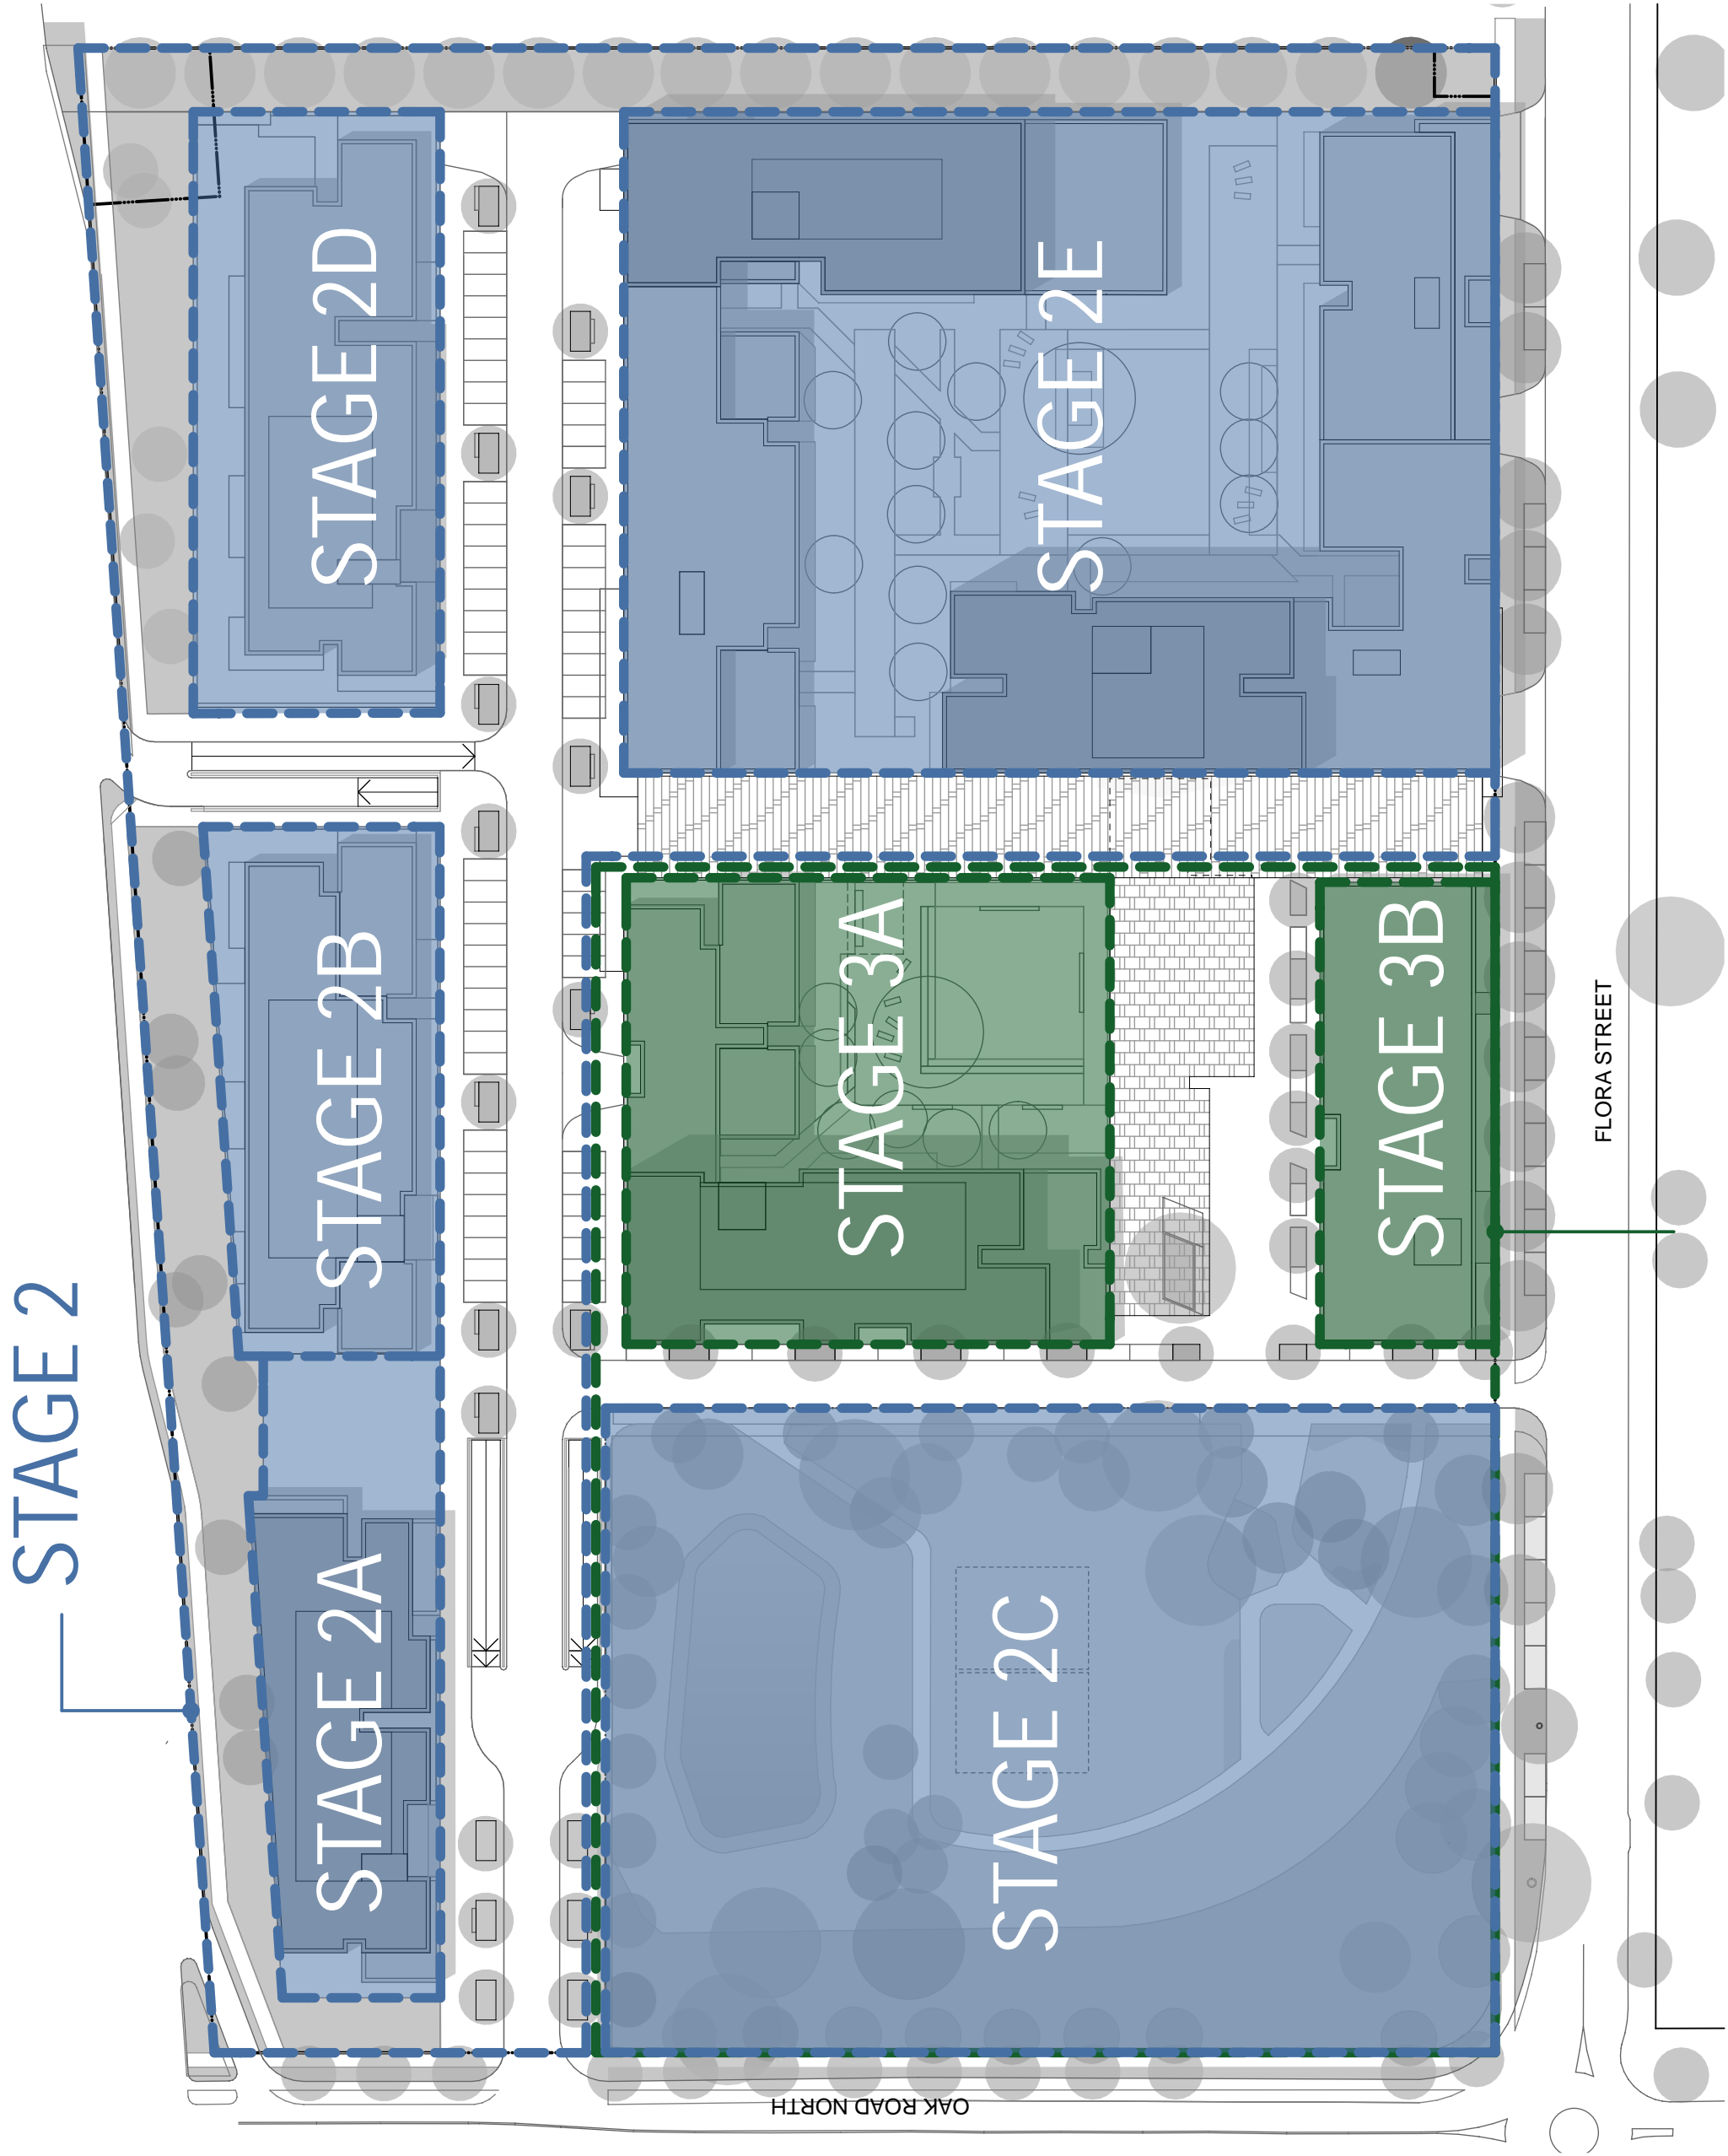 STAGE 2D
STAGE 2E
STAGE 2B
STAGE 3A
STAGE 3B
FLORA STREET
STAGE 2
STAGE 2A
STAGE 2C
OAK ROAD NORTH